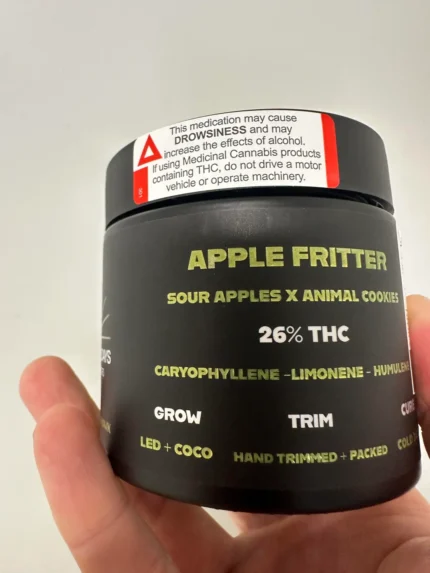 This medication may cause
DROWSINESS and may
increase the effects of alcohol.
If using Medicinal Cannabis products
containing THC, do not drive a motor
vehicle or operate machinery.
APPLE FRITTER
SOUR APPLES X ANIMAL COOKIES
26% THC
CARYOPHYLLENE – LIMONENE - HUMULENE
GROW
TRIM
LED + COCO
HAND TRIMMED + PACKED
COLD